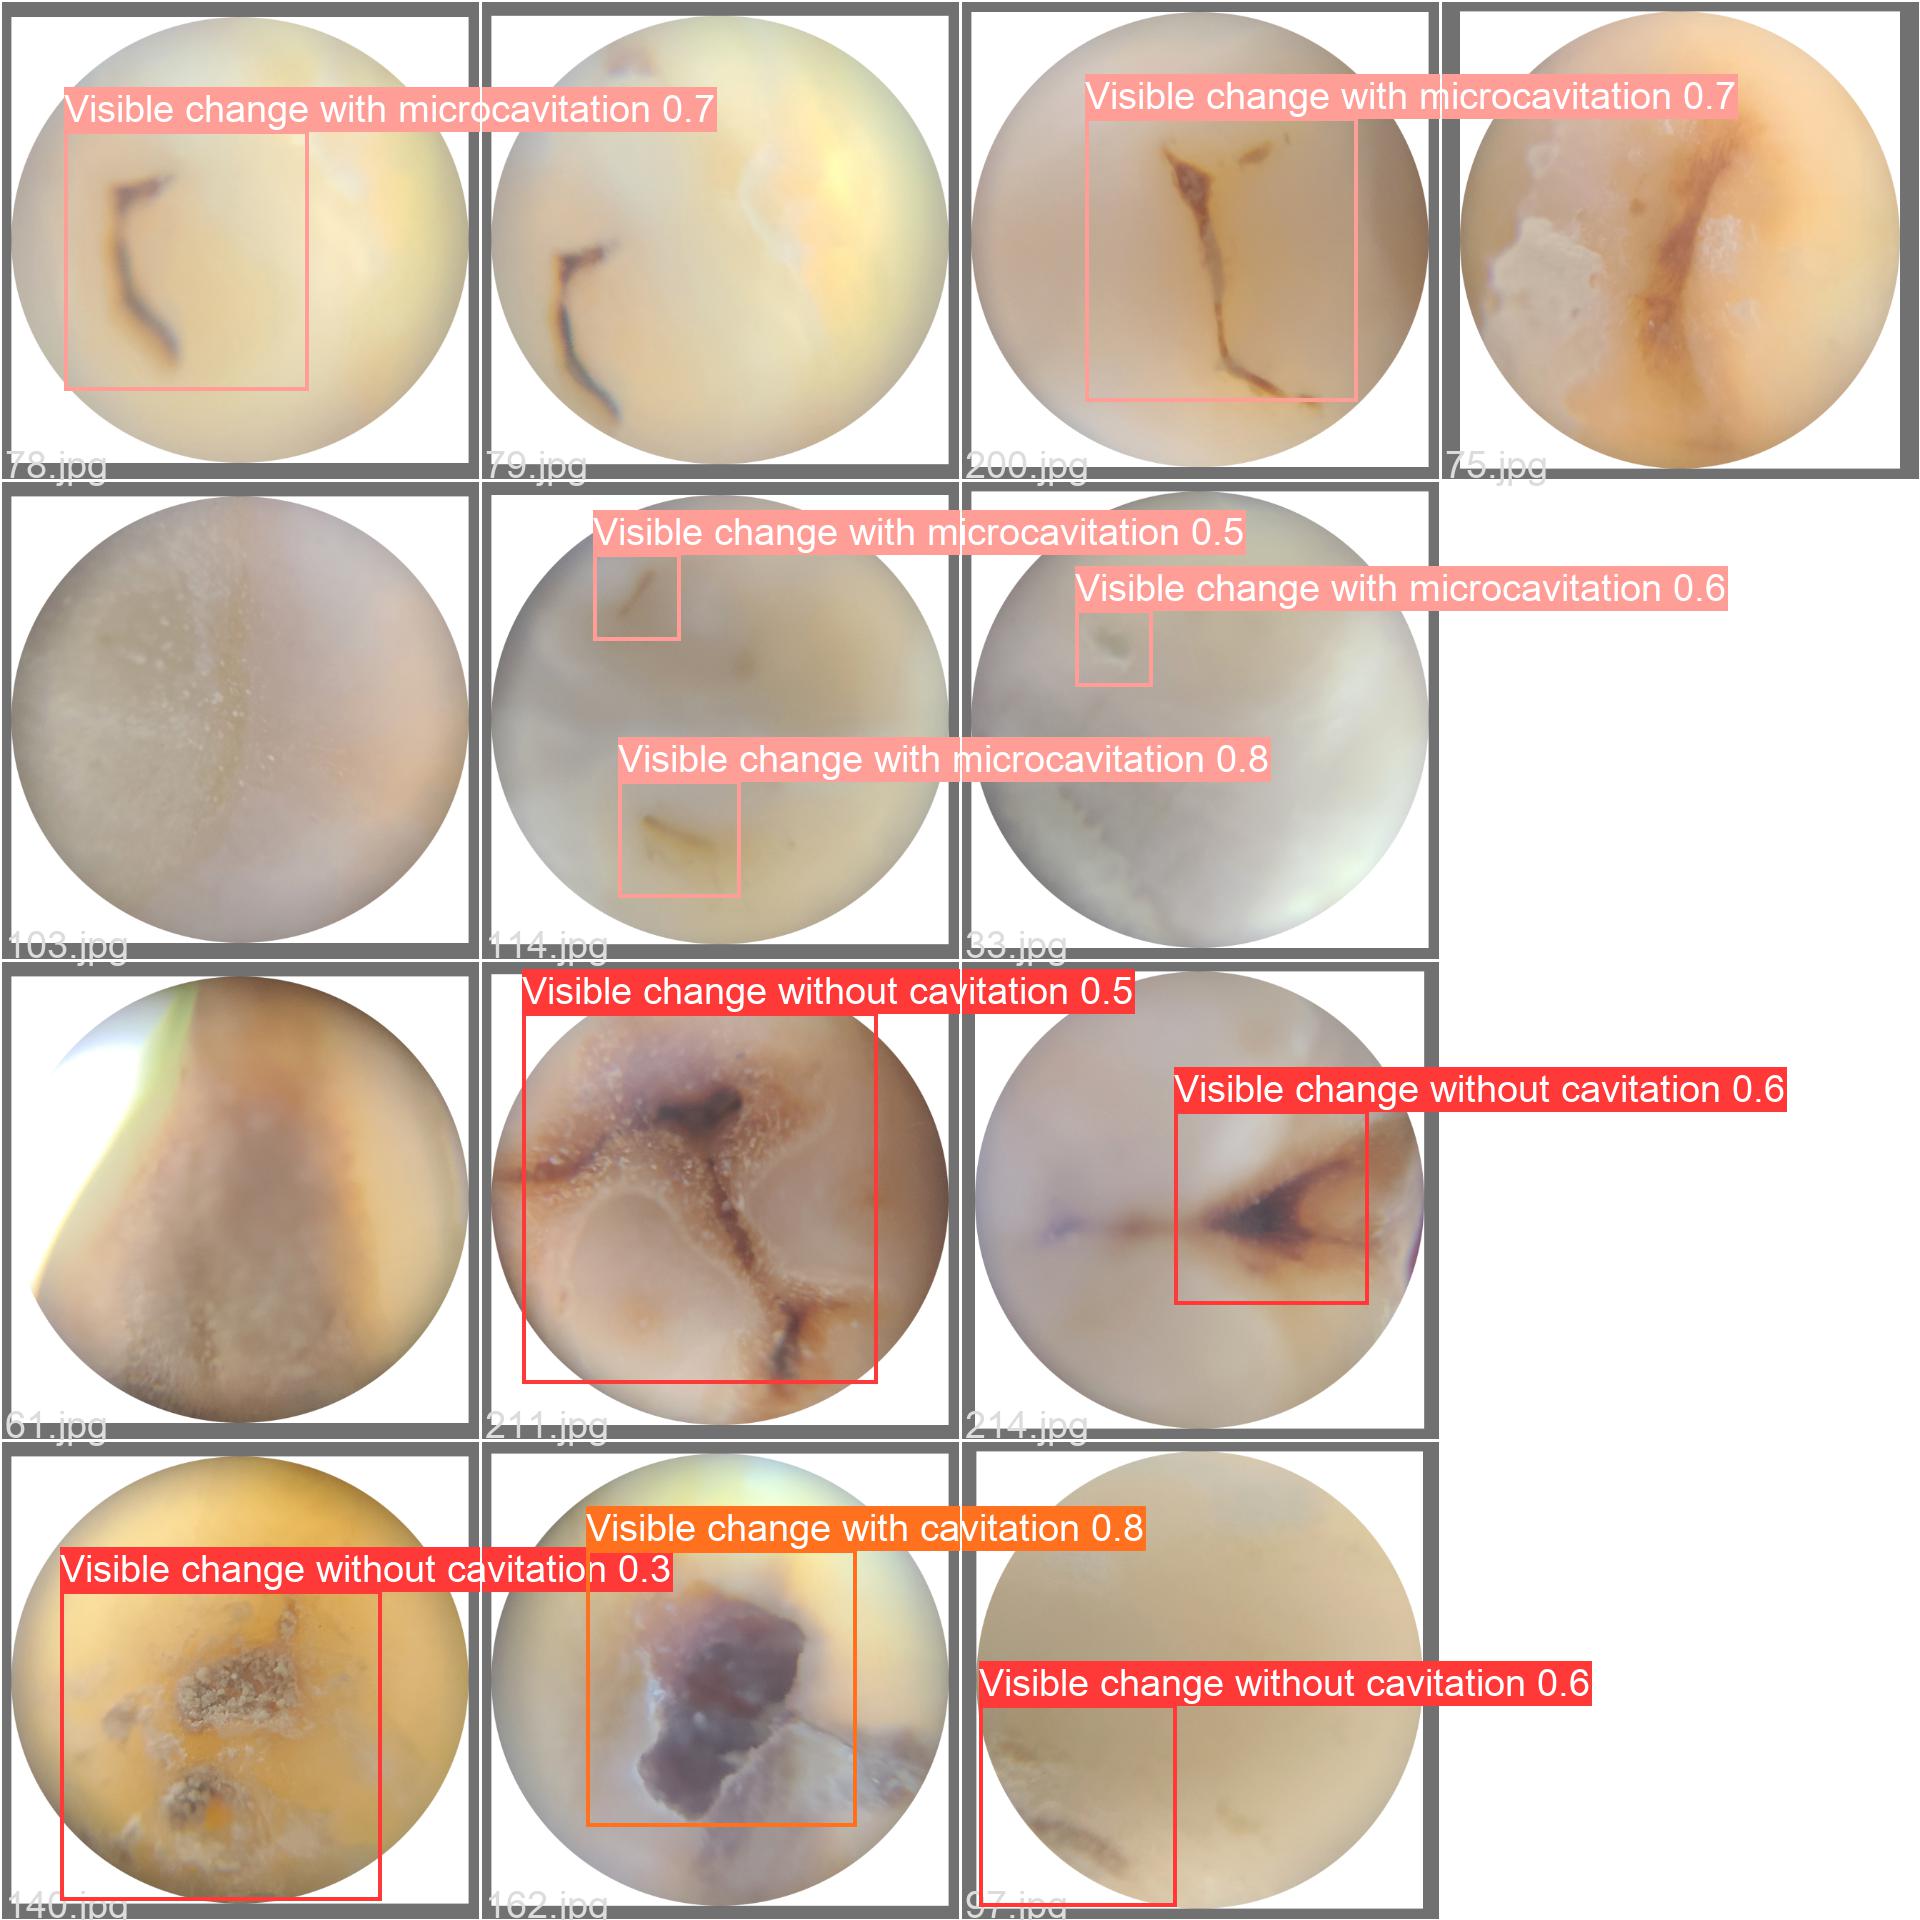 Visible change with microcavitation 0.7
Visible change with microcavitation 0.7
78.jpg
79.jpg
200.jpg
75.jpg
Visible change with microcavitation 0.5
Visible change with microcavitation 0.6
Visible change with microcavitation 0.8
103.jpg
114.jpg
33.jpg
Visible change without cavitation 0.5
Visible change without cavitation 0.6
61.jpg
211.jpg
214.jpg
Visible change with cavitation 0.8
Visible change without cavitation 0.3
Visible change without cavitation 0.6
140.jpg
162.jpg
97.jpg